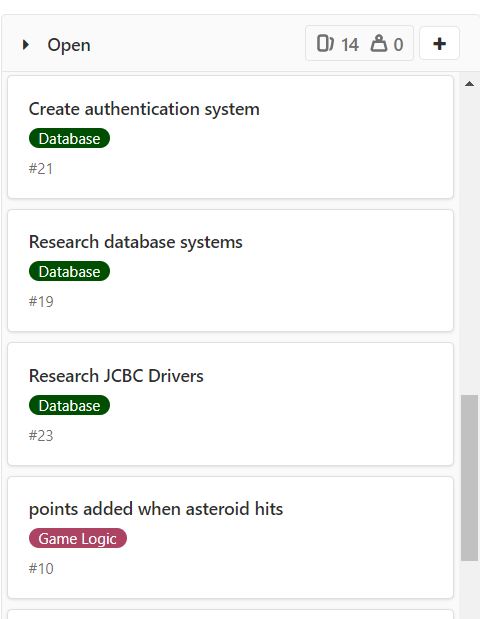 Open 14 0 +
Create authentication system
Database
#21
Research database systems
Database
#19
Research JCBC Drivers
Database
#23
points added when asteroid hits
Game Logic
#10